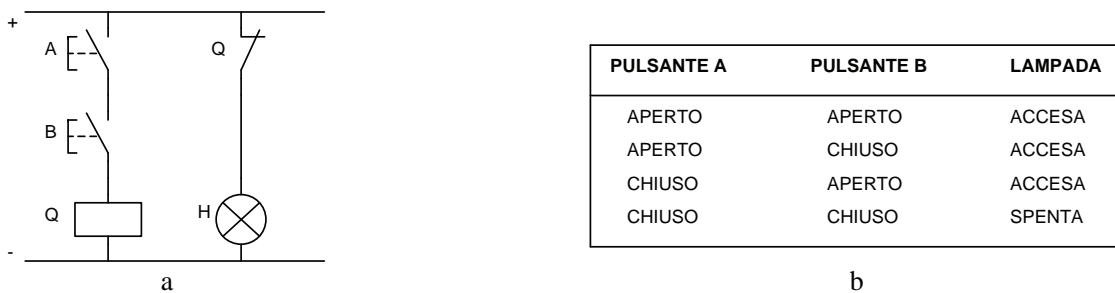 +
A
Q
B
Q
H
-
a
PULSANTE A PULSANTE B LAMPADA
APERTO APERTO ACCESA
APERTO CHIUSO ACCESA
CHIUSO APERTO ACCESA
CHIUSO CHIUSO SPENTA
b